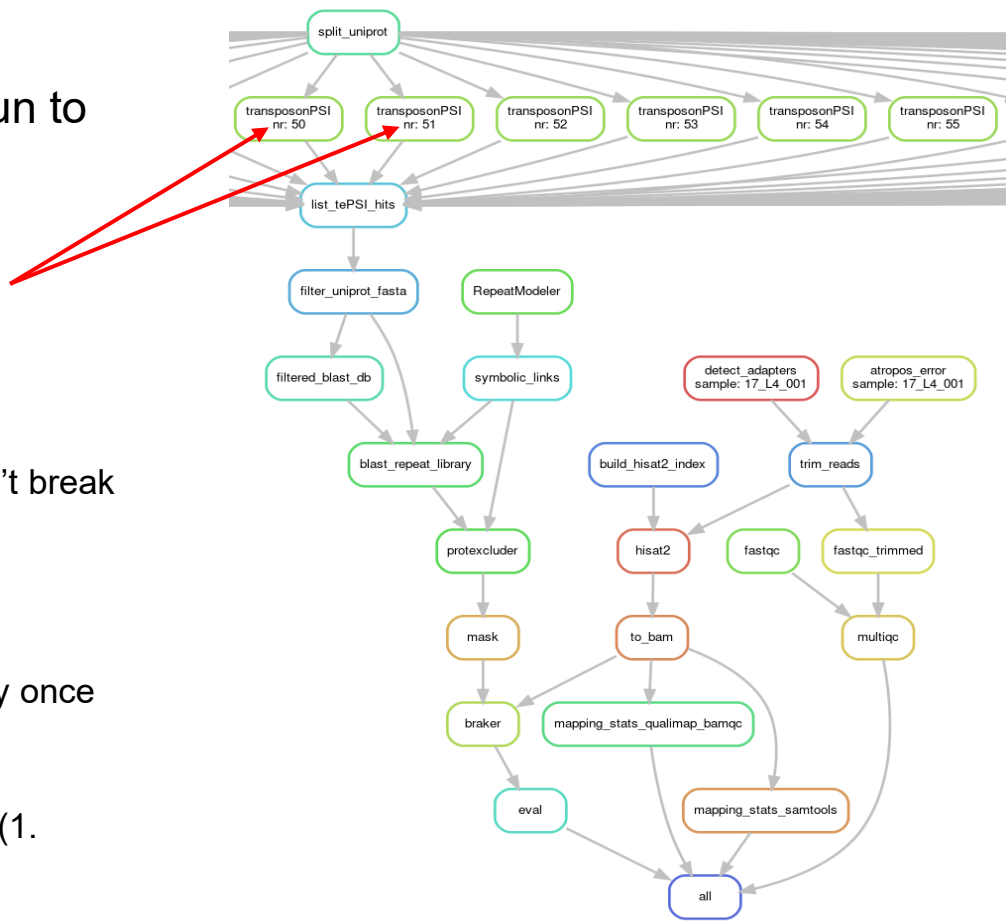 split_uniprot
un to
transposonPSI
nr: 50
transposonPSI
nr: 51
transposonPSI
nr: 52
transposonPSI
nr: 53
transposonPSI
nr: 54
transposonPSI
nr: 55
list_tePSI_hits
filter_uniprot_fasta
RepeatModeler
filtered_blast_db
symbolic_links
detect_adapters
sample: 17_L4_001
atropos_error
sample: 17_L4_001
blast_repeat_library
build_hisat2_index
trim_reads
't break
protexcluder
hisat2
fastqc
fastqc_trimmed
mask
to_bam
multiqc
y once
braker
mapping_stats_qualimap_bamqc
eval
mapping_stats_samtools
(1.
all